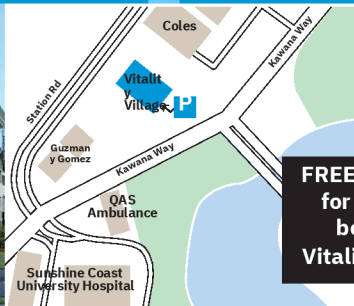 Coles
Kawana Way
Station Rd
Vitalit
y
Village
P
Guzman
y Gomez
Kawana Way
QAS
Ambulance
FREE
for
be
Vitali
Sunshine Coast
University Hospital